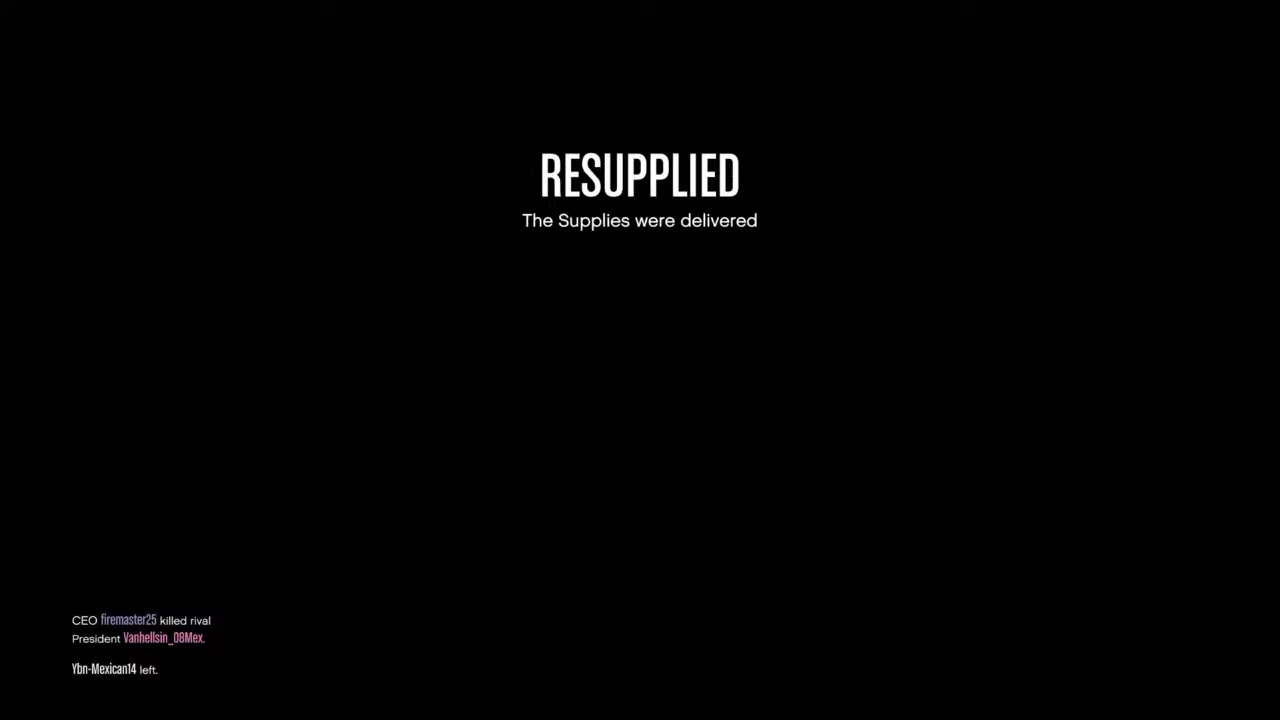 RESUPPLIED
The Supplies were delivered
CEO firemaster25 killed rival
President Vanhellsin_08Mex.
Ybn-Mexican14 left.